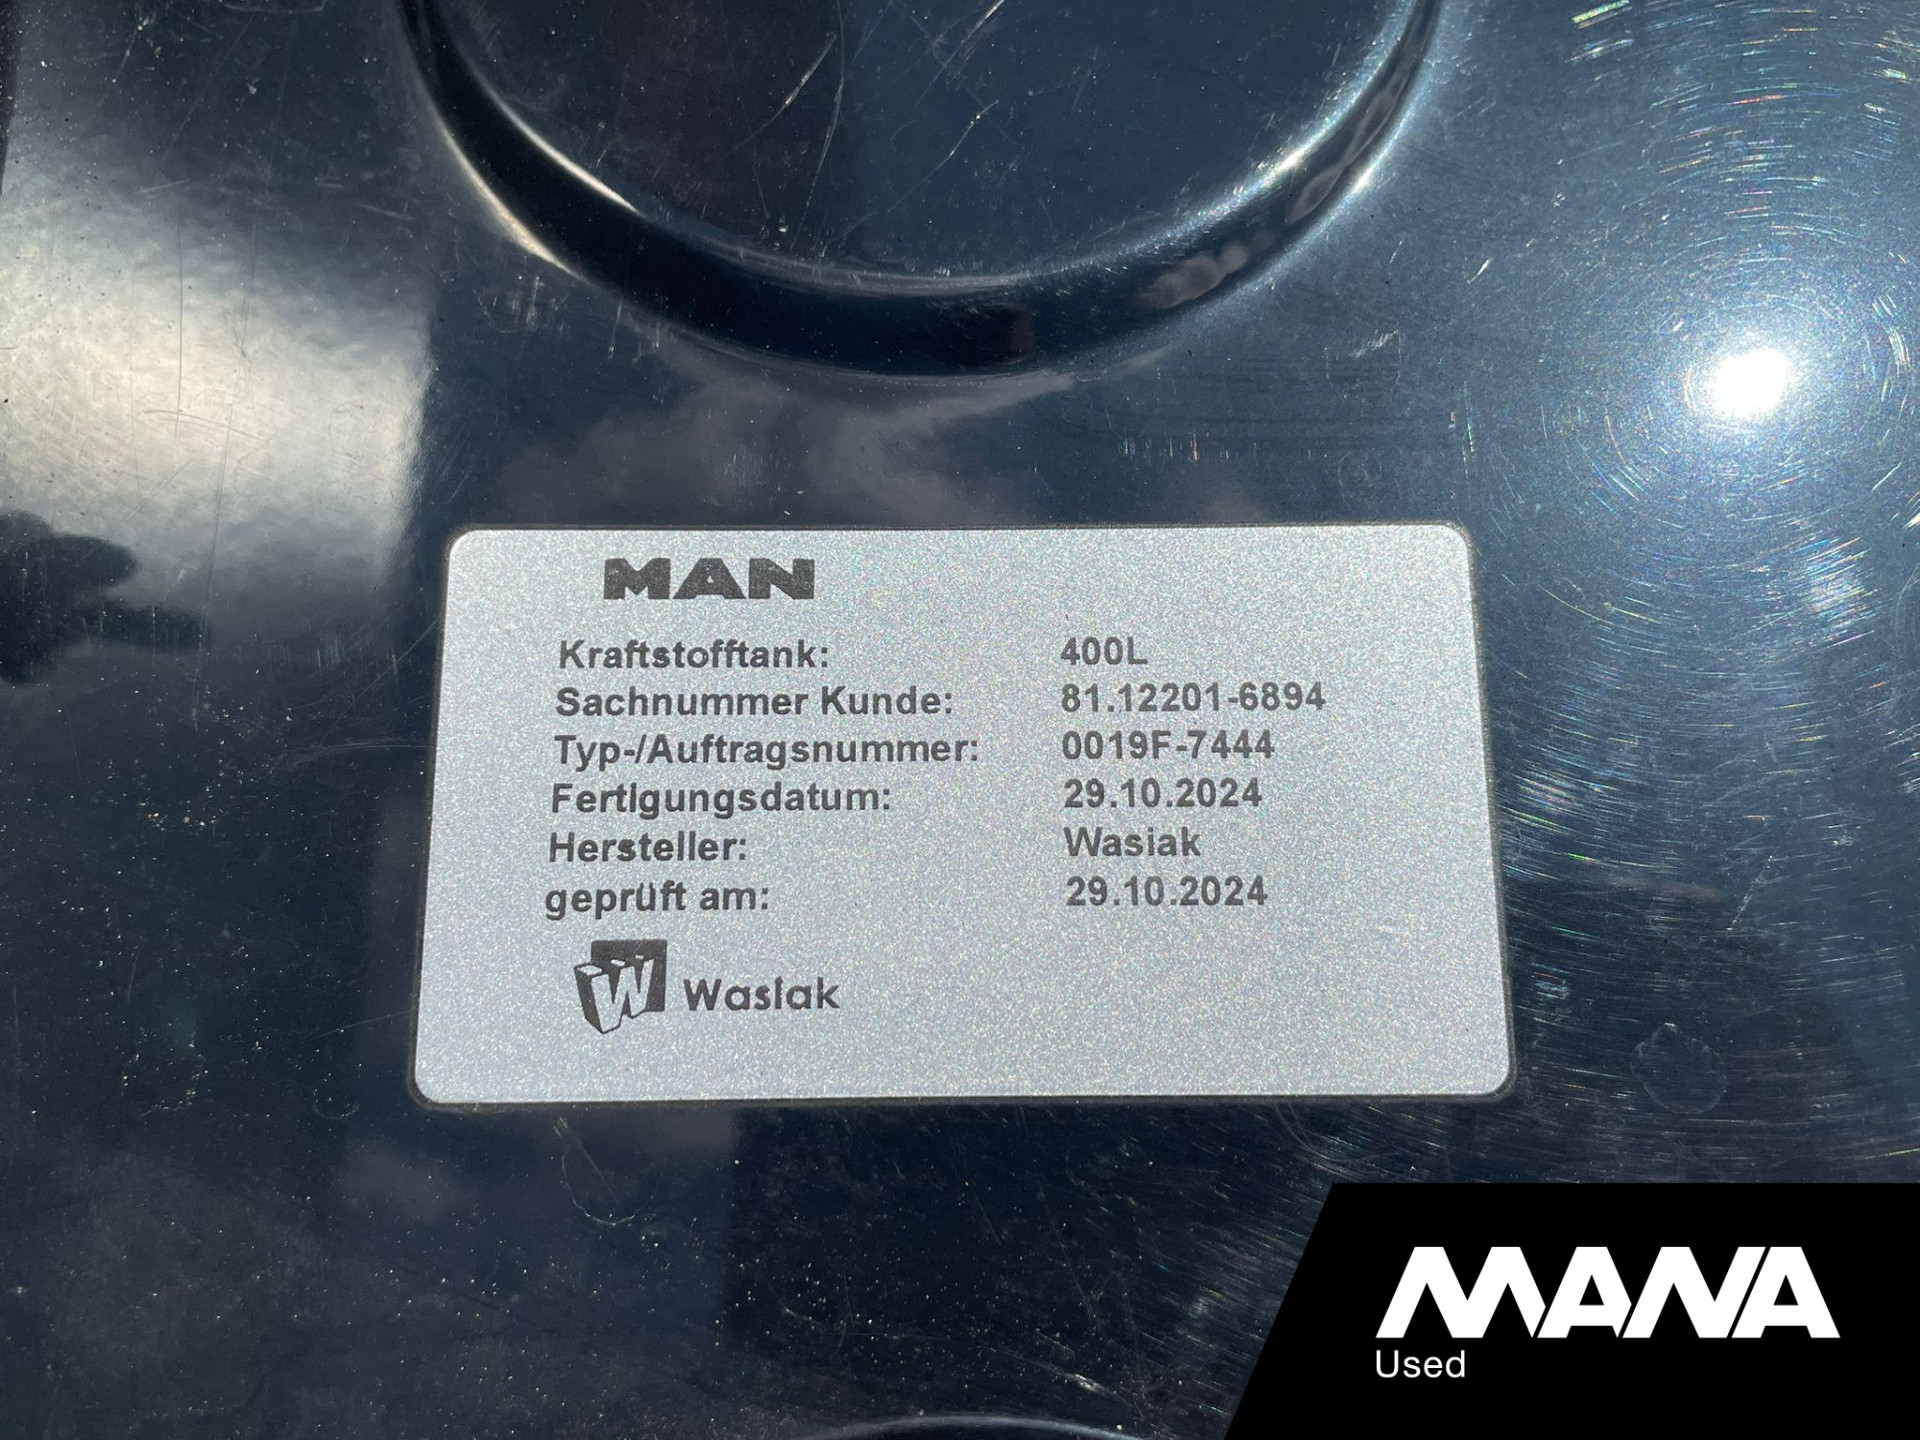 MAN
Kraftstofftank: 400L
Sachnummer Kunde: 81.12201-6894
Typ-/Auftragsnummer: 0019F-7444
Fertigungsdatum: 29.10.2024
Hersteller: Wasiak
geprüft am: 29.10.2024
W Wasiak
MANA
Used